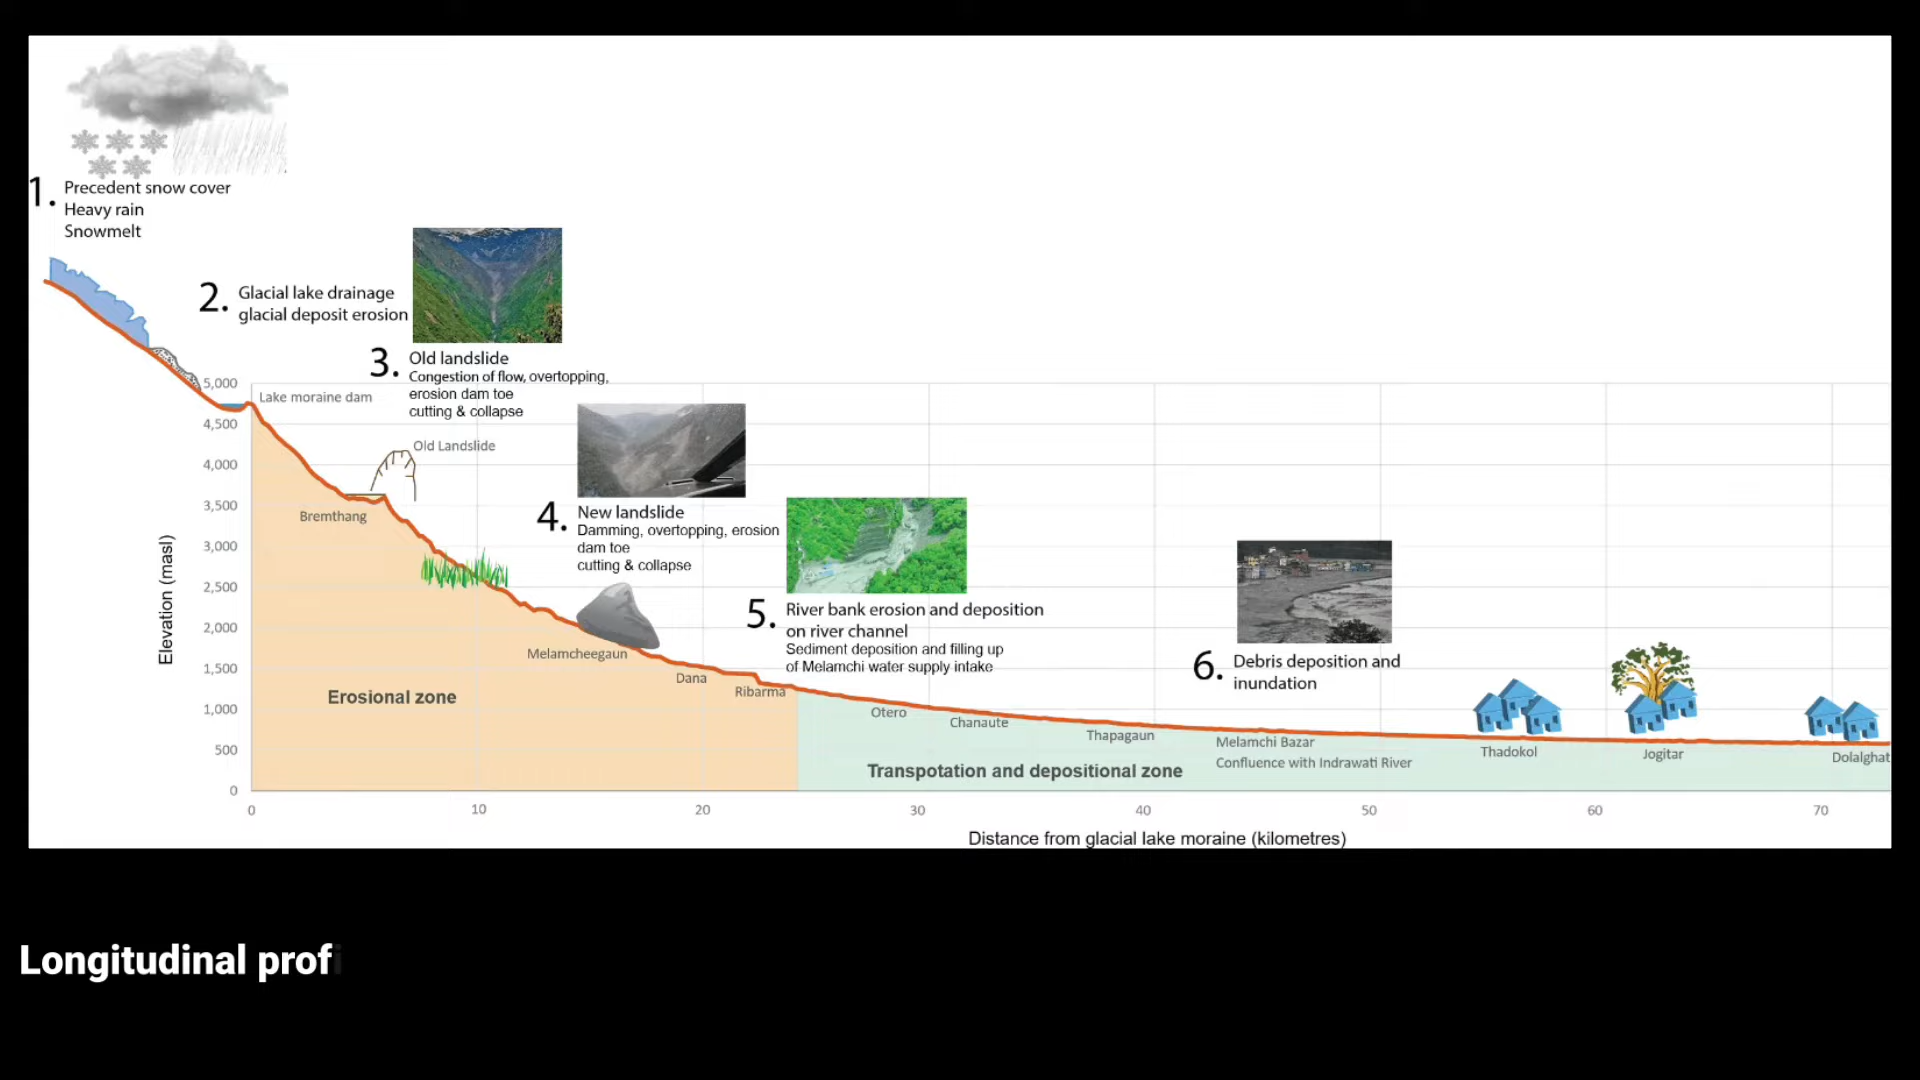 1. Precedent snow cover
Heavy rain
Snowmelt
2. Glacial lake drainage
glacial deposit erosion
3. Old landslide
Congestion of flow, overtopping,
erosion dam toe
cutting & collapse
Lake moraine dam
Old Landslide
Bremthang
4. New landslide
Damming, overtopping, erosion
dam toe
cutting & collapse
Melamcheegaun
Dana
Ribarma
5. River bank erosion and deposition
on river channel
Sediment deposition and filling up
of Melamchi water supply intake
6. Debris deposition and
inundation
Otero
Chanaute
Thapagaun
Melamchi Bazar
Confluence with Indrawati River
Thadokol
Jogitar
Dolalghat
Erosional zone
Transpotation and depositional zone
Elevation (masl)
5,000
4,500
4,000
3,500
3,000
2,500
2,000
1,500
1,000
500
0
0 10 20 30 40 50 60 70
Distance from glacial lake moraine (kilometres)
Longitudinal profi